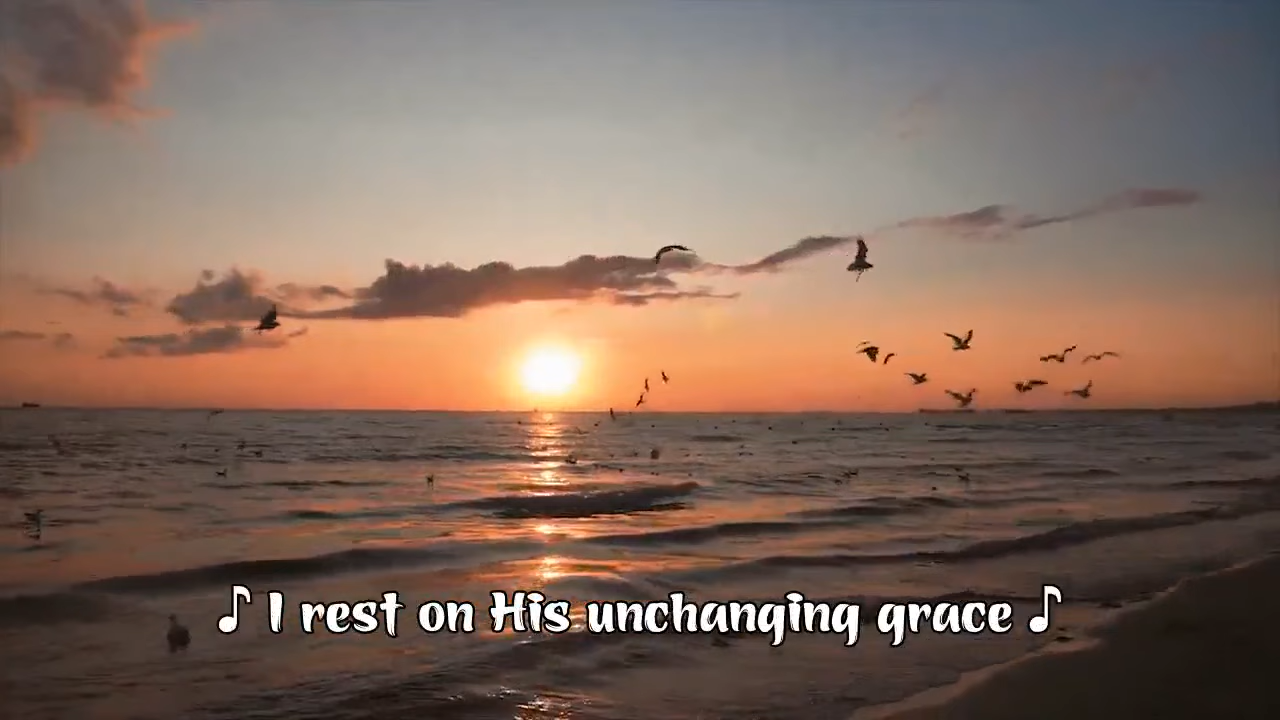 ♪ I rest on His unchanging grace ♪